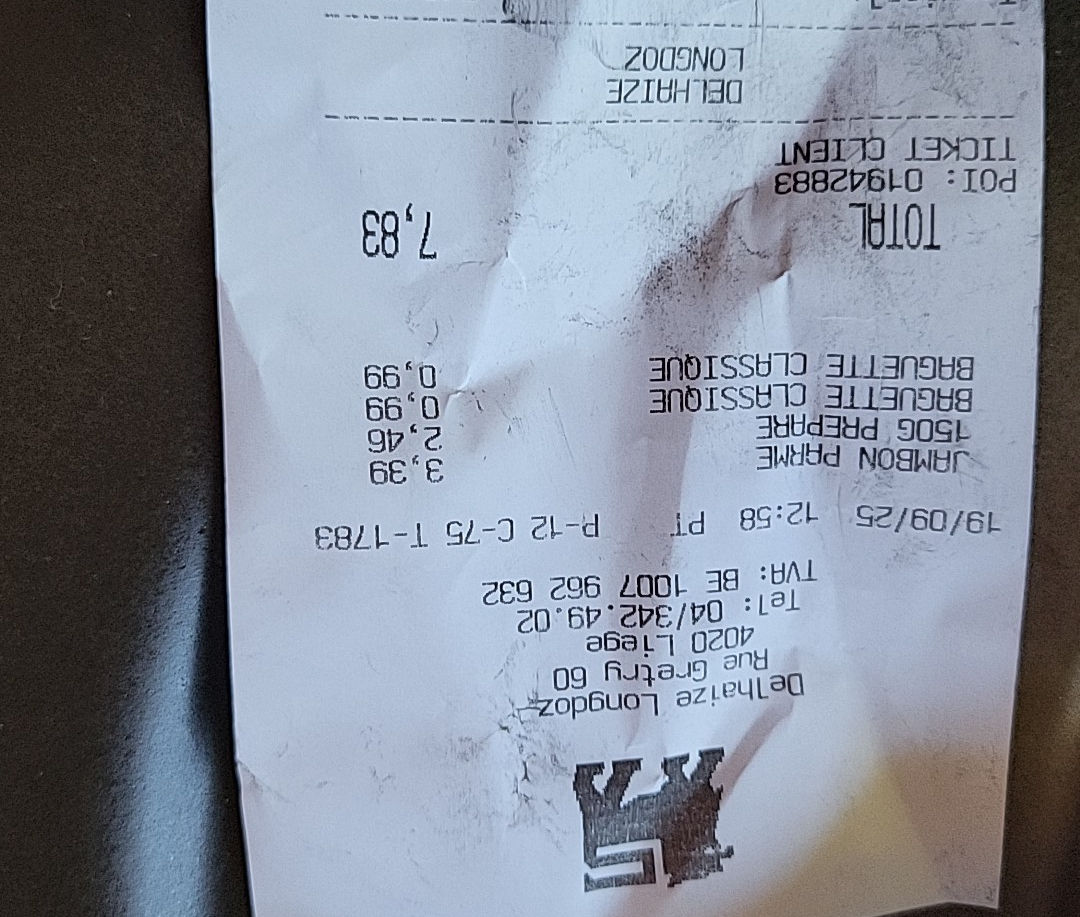 Delhaize Longdoz
Rue Gretry 60
4020 Liege
Tel: 04/342.49.02
TVA: BE 1007 962 632
19/09/25 12:58 PT R-12 C-75 T-1783
JAMBON PARME 3,39
150G PREPARE 2,46
BAGUETTE CLASSIQUE 0,99
BAGUETTE CLASSIQUE 0,99
TOTAL 7,83
POI: 01942883
TICKET CLIENT
DELHAIZE
LONGDOZ